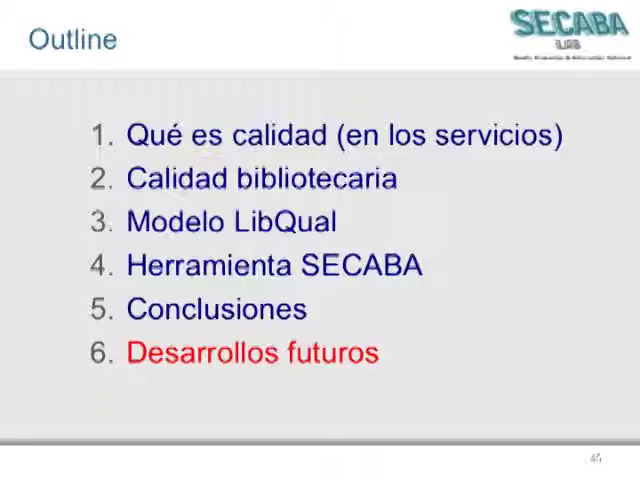 Outline
SECABA
LAB
1. Qué es calidad (en los servicios)
2. Calidad bibliotecaria
3. Modelo LibQual
4. Herramienta SECABA
5. Conclusiones
6. Desarrollos futuros